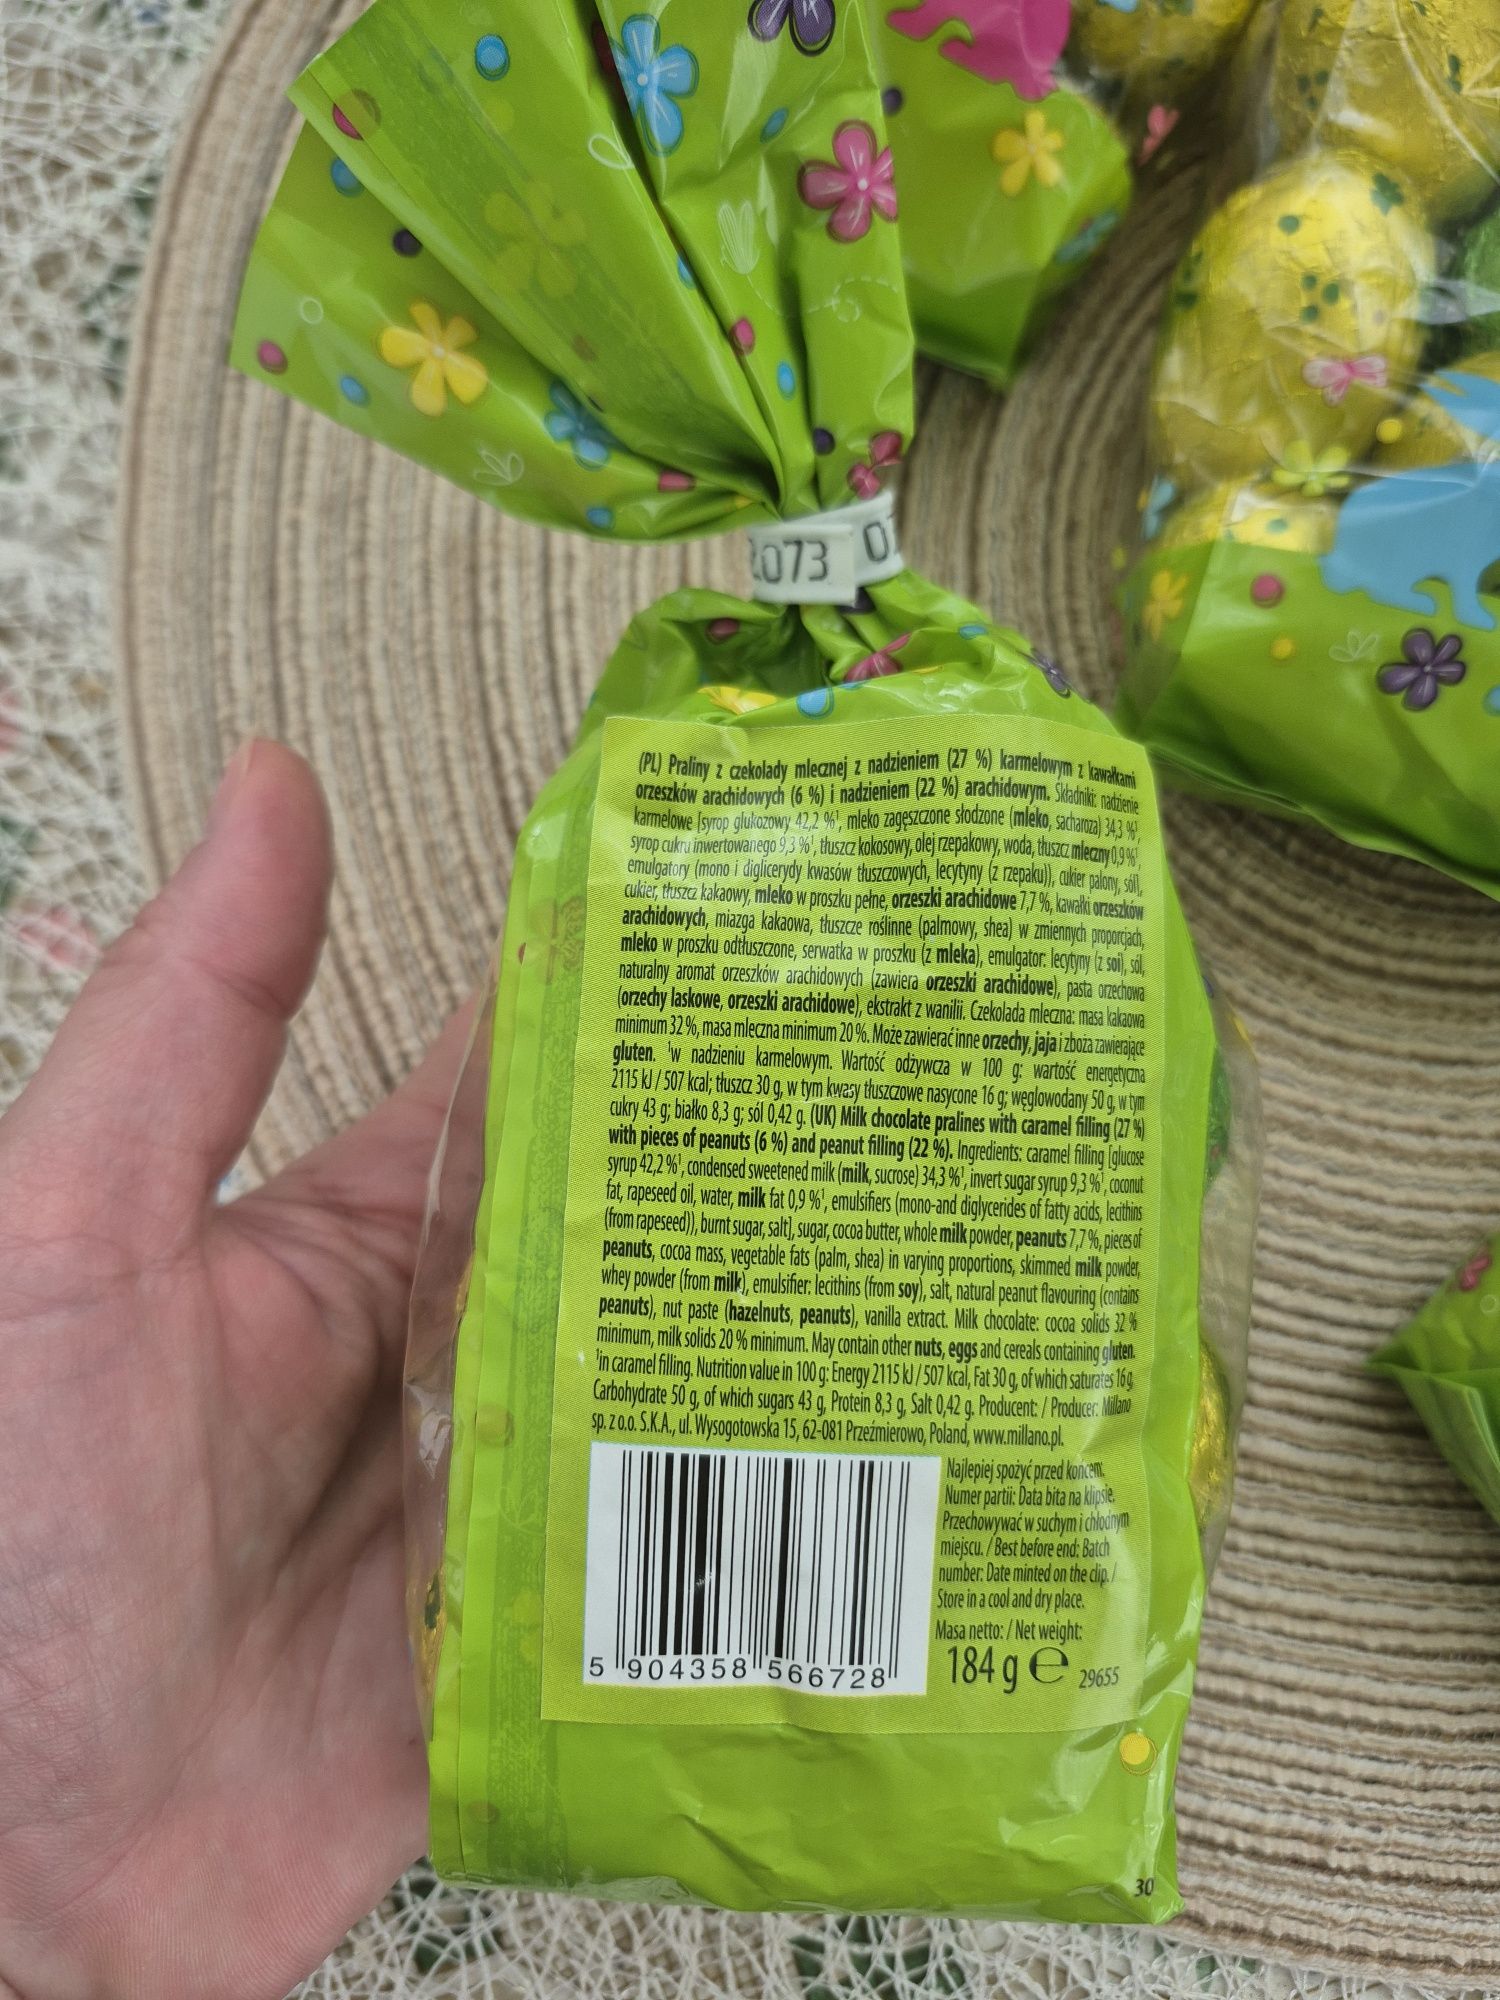 2073 07
(PL) Praliny z czekolady mlecznej z nadzieniem (27 %) karmelowym z kawałkami
orzeszków arachidowych (6 %) i nadzieniem (22 %) arachidowym. Składniki: nadzienie
karmelowe [syrop glukozowy 42,2 %¹, mleko zagęszczone słodzone (mleko, sacharoza) 34,3 %¹,
syrop cukru inwertowanego 9,3 %¹, tłuszcz kokosowy, olej rzepakowy, woda, tłuszcz mleczny 0,9 %¹,
emulgatory (mono i diglicerydy kwasów tłuszczowych, lecytyny (z rzepaku)), cukier palony, sól],
cukier, tłuszcz kakaowy, mleko w proszku pełne, orzeszki arachidowe 7,7 %, kawałki orzeszków
arachidowych, miazga kakaowa, tłuszcze roślinne (palmowy, shea) w zmiennych proporcjach,
mleko w proszku odtłuszczone, serwatka w proszku (z mleka), emulgator: lecytyny (z soi), sól,
naturalny aromat orzeszków arachidowych (zawiera orzeszki arachidowe), pasta orzechowa
(orzechy laskowe, orzeszki arachidowe), ekstrakt z wanilii. Czekolada mleczna: masa kakaowa
minimum 32 %, masa mleczna minimum 20 %. Może zawierać inne orzechy, jaja i zboża zawierające
gluten. ¹w nadzieniu karmelowym. Wartość odżywcza w 100 g: wartość energetyczna
2115 kJ / 507 kcal; tłuszcz 30 g, w tym kwasy tłuszczowe nasycone 16 g; węglowodany 50 g, w tym
cukry 43 g; białko 8,3 g; sól 0,42 g. (UK) Milk chocolate pralines with caramel filling (27 %)
with pieces of peanuts (6 %) and peanut filling (22 %). Ingredients: caramel filling [glucose
syrup 42,2 %¹, condensed sweetened milk (milk, sucrose) 34,3 %¹, invert sugar syrup 9,3 %¹, coconut
fat, rapeseed oil, water, milk fat 0,9 %¹, emulsifiers (mono-and diglycerides of fatty acids, lecithins
(from rapeseed)), burnt sugar, salt], sugar, cocoa butter, whole milk powder, peanuts 7,7 %, pieces of
peanuts, cocoa mass, vegetable fats (palm, shea) in varying proportions, skimmed milk powder,
whey powder (from milk), emulsifier: lecithins (from soy), salt, natural peanut flavouring (contains
peanuts), nut paste (hazelnuts, peanuts), vanilla extract. Milk chocolate: cocoa solids 32 %
minimum, milk solids 20 % minimum. May contain other nuts, eggs and cereals containing gluten.
¹in caramel filling. Nutrition value in 100 g: Energy 2115 kJ / 507 kcal, Fat 30 g, of which saturates 16 g,
Carbohydrate 50 g, of which sugars 43 g, Protein 8,3 g, Salt 0,42 g. Producent: / Producer: Millano
sp. z o.o. S.K.A., ul. Wysogotowska 15, 62-081 Przeźmierowo, Poland, www.millano.pl.
Najlepiej spożyć przed końcem:
Numer partii: Data bita na klipsie.
Przechowywać w suchym i chłodnym
miejscu. / Best before end: Batch
number: Date minted on the clip. /
Store in a cool and dry place.
Masa netto: / Net weight:
184 g e 29655
5 904358 566728
30